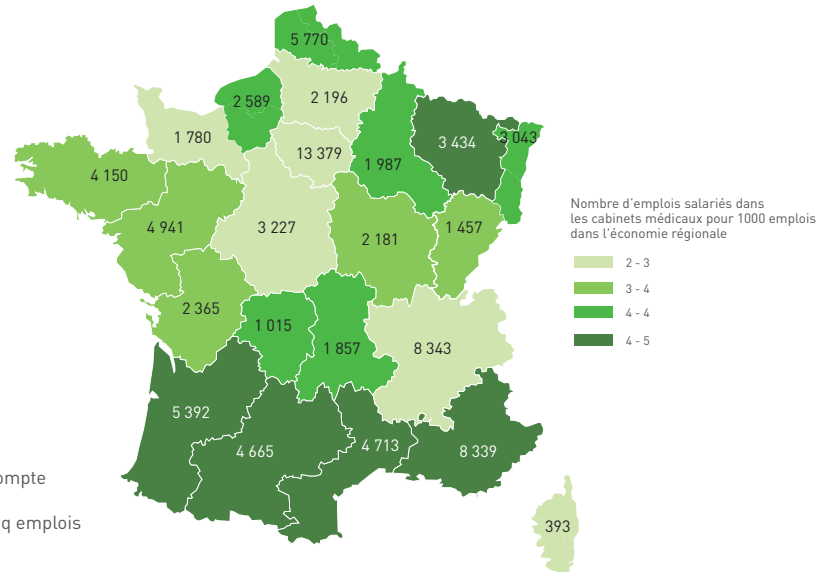 5 770
2 589
2 196
1 780
13 379
1 987
3 434
3 043
4 150
4 941
3 227
2 181
1 457
2 365
1 015
1 857
8 343
5 392
4 665
4 713
8 339
393
Nombre d'emplois salariés dans
les cabinets médicaux pour 1000 emplois
dans l'économie régionale
2 - 3
3 - 4
4 - 4
4 - 5
emplois